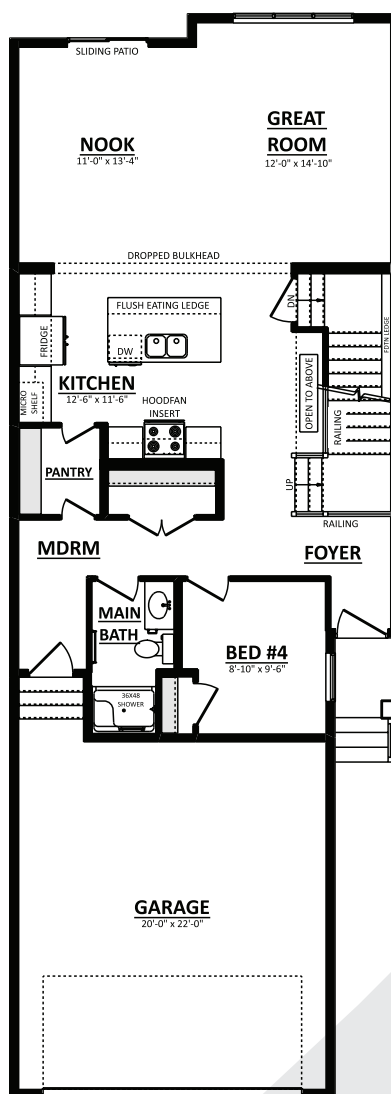 SLIDING PATIO
GREAT
ROOM
12'-0" x 14'-10"
NOOK
11'-0" x 13'-4"
DROPPED BULKHEAD
DN
FLUSH EATING LEDGE
FRIDGE
DW
FDTN LEDGE
KITCHEN
12'-6" x 11'-6"
MICRO
SHELF
HOODFAN
INSERT
OPEN TO ABOVE
RAILING
PANTRY
UP
RAILING
MDRM
FOYER
MAIN
BATH
BED #4
8'-10" x 9'-6"
36X48
SHOWER
GARAGE
20'-0" x 22'-0"